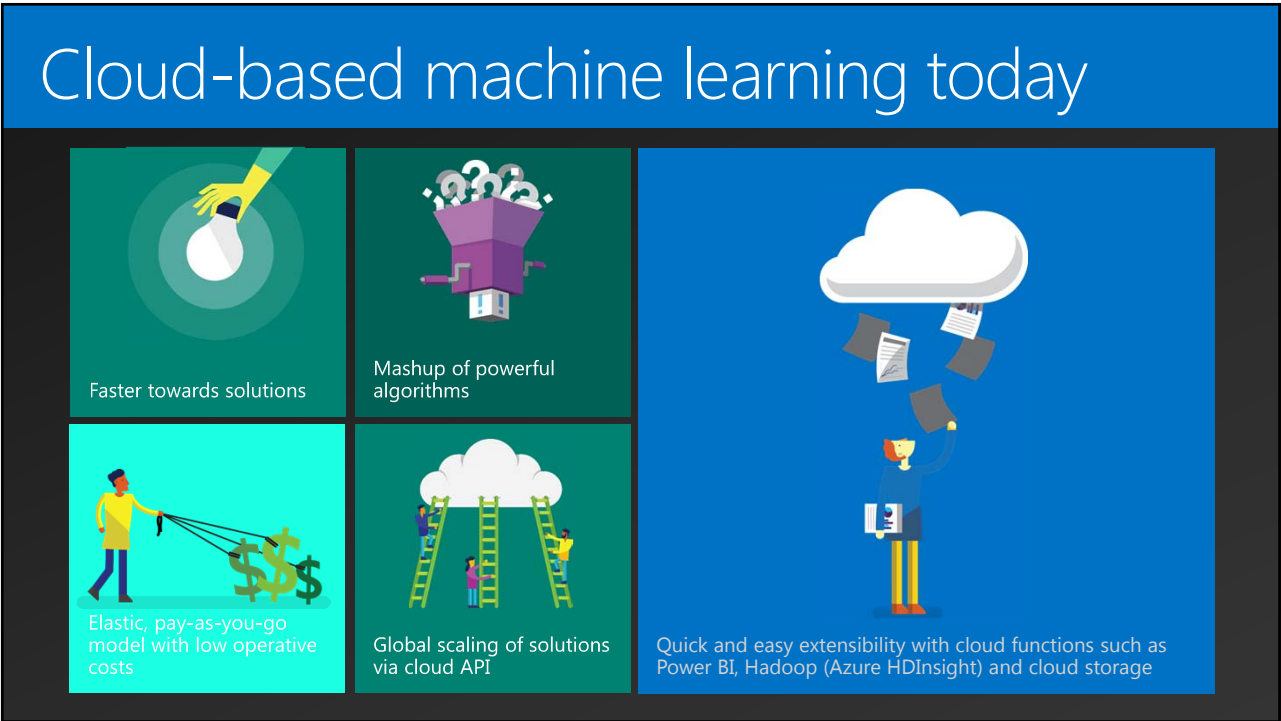 Cloud-based machine learning today
Faster towards solutions
Mashup of powerful
algorithms
Elastic, pay-as-you-go
model with low operative
costs
Global scaling of solutions
via cloud API
Quick and easy extensibility with cloud functions such as
Power BI, Hadoop (Azure HDInsight) and cloud storage